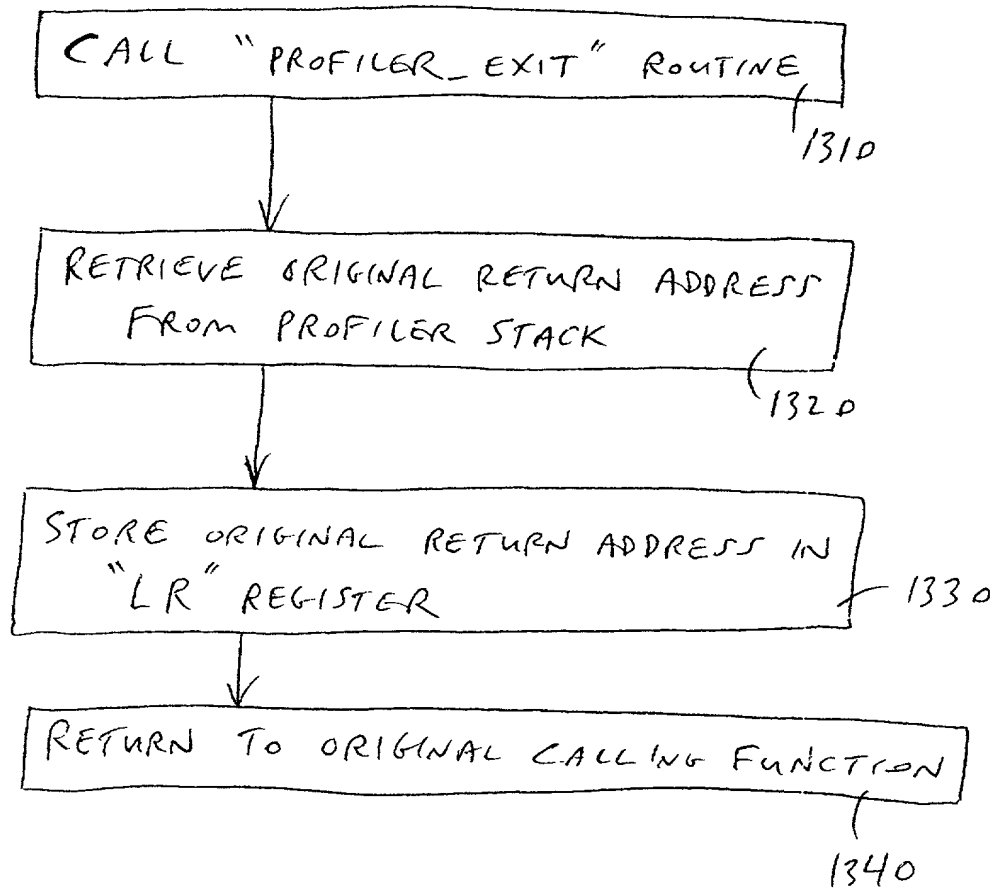 CALL "PROFILER_EXIT" ROUTINE
1310
RETRIEVE ORIGINAL RETURN ADDRESS
FROM PROFILER STACK
1320
STORE ORIGINAL RETURN ADDRESS IN
"LR" REGISTER
1330
RETURN TO ORIGINAL CALLING FUNCTION
1340